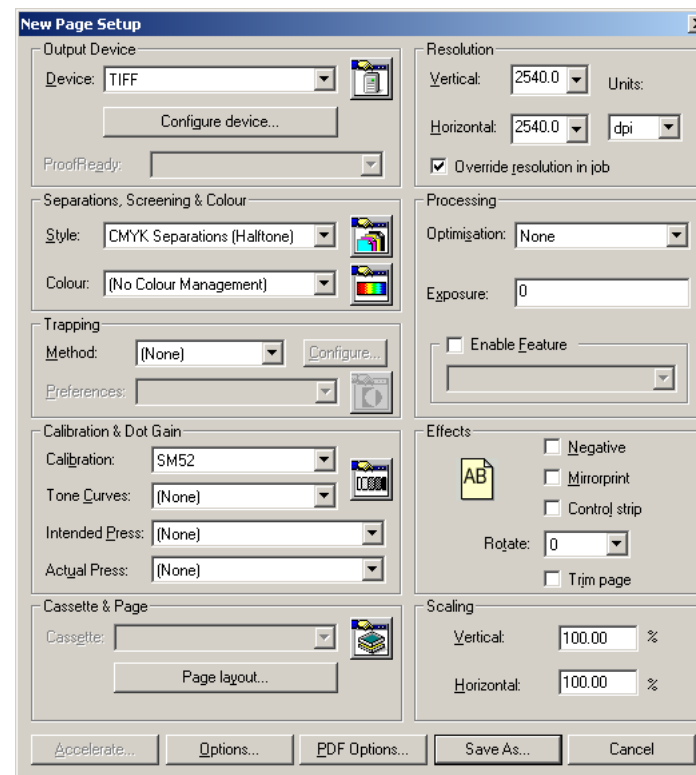 New Page Setup
Output Device
Device: TIFF
Configure device...
ProofReady:
Separations, Screening & Colour
Style: CMYK Separations (Halftone)
Colour: (No Colour Management)
Trapping
Method: (None) Configure...
Preferences:
Calibration & Dot Gain
Calibration: SM52
Tone Curves: (None)
Intended Press: (None)
Actual Press: (None)
Cassette & Page
Cassette:
Page layout...
Resolution
Vertical: 2540.0 Units:
Horizontal: 2540.0 dpi
Override resolution in job
Processing
Optimisation: None
Exposure: 0
Enable Feature
Effects
AB
Negative
Mirrorprint
Control strip
Rotate: 0
Trim page
Scaling
Vertical: 100.00 %
Horizontal: 100.00 %
Accelerate... Options... PDF Options... Save As... Cancel